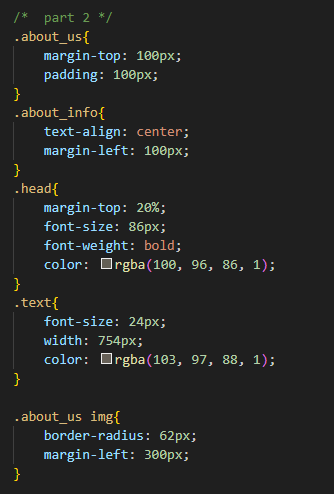 /*  part 2 */
.about_us{
    margin-top: 100px;
    padding: 100px;
}
.about_info{
    text-align: center;
    margin-left: 100px;
}
.head{
    margin-top: 20%;
    font-size: 86px;
    font-weight: bold;
    color: rgba(100, 96, 86, 1);
}
.text{
    font-size: 24px;
    width: 754px;
    color: rgba(103, 97, 88, 1);
}

.about_us img{
    border-radius: 62px;
    margin-left: 300px;
}